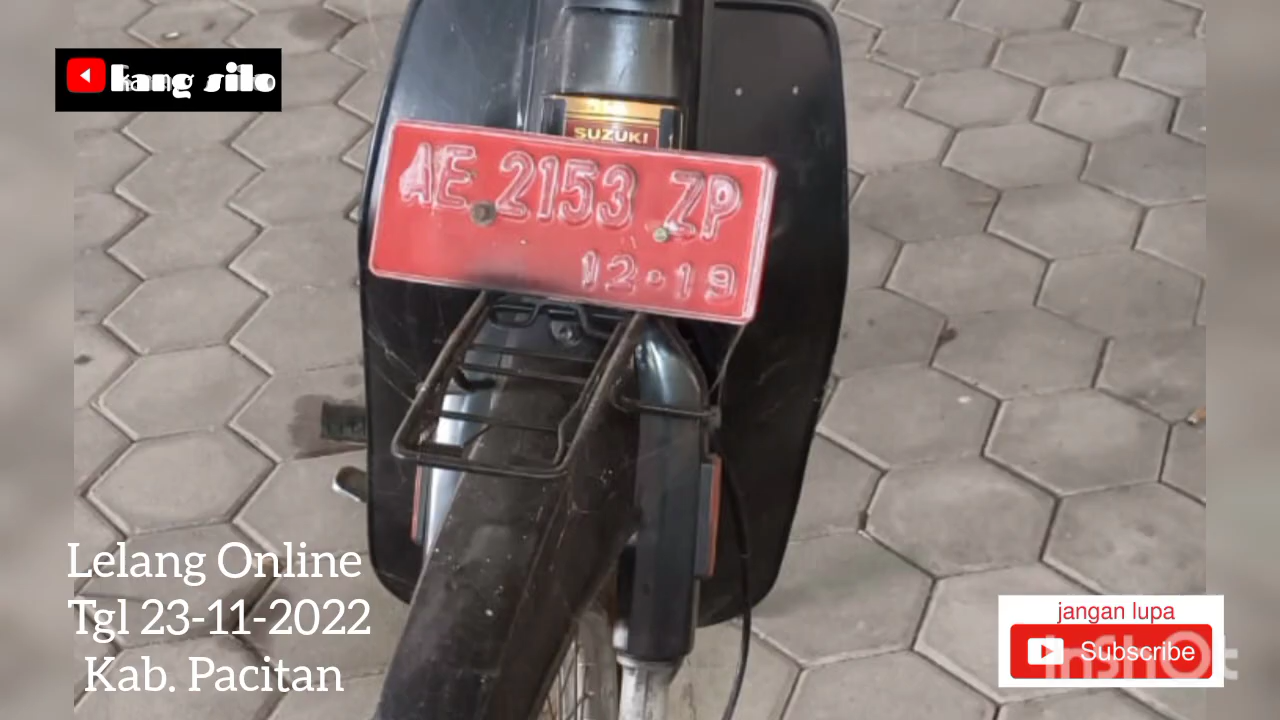 Kang silo
SUZUKI
AE 2153 ZP
12·19
Lelang Online
Tgl 23-11-2022
Kab. Pacitan
jangan lupa
Subscribe
InShOt